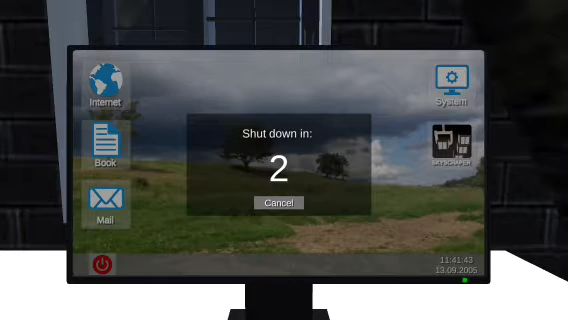 Internet
System
Shut down in:
2
Cancel
Book
SKYSCRAPER
Mail
11:41:43
13.09.2005